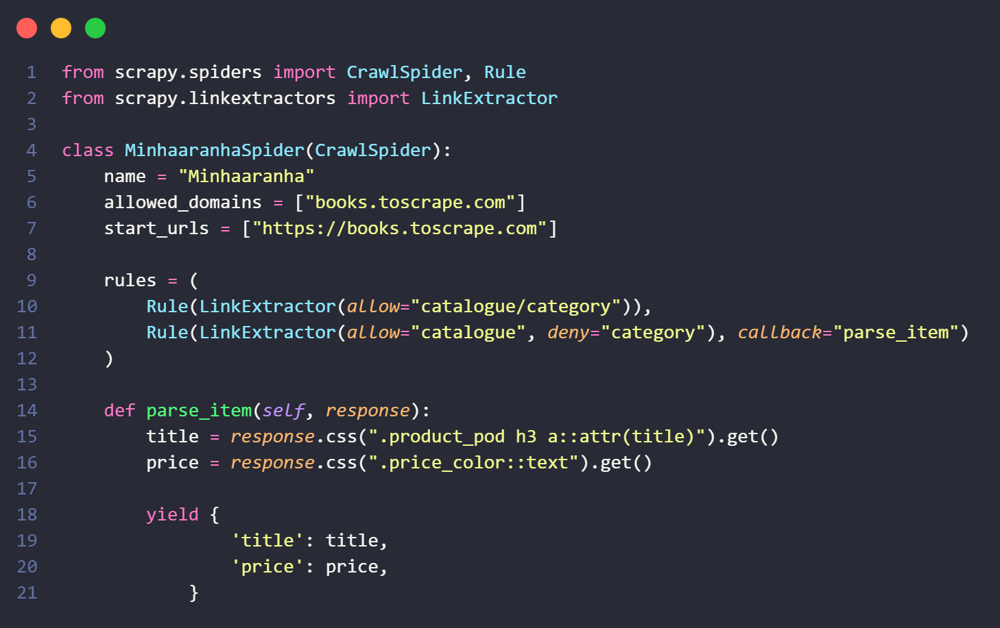 1 from scrapy.spiders import CrawlSpider, Rule
2 from scrapy.linkextractors import LinkExtractor
3
4 class MinhaaranhaSpider(CrawlSpider):
5     name = "Minhaaranha"
6     allowed_domains = ["books.toscrape.com"]
7     start_urls = ["https://books.toscrape.com"]
8
9     rules = (
10         Rule(LinkExtractor(allow="catalogue/category")),
11         Rule(LinkExtractor(allow="catalogue", deny="category"), callback="parse_item")
12     )
13
14     def parse_item(self, response):
15         title = response.css(".product_pod h3 a::attr(title)").get()
16         price = response.css(".price_color::text").get()
17
18         yield {
19                 'title': title,
20                 'price': price,
21             }